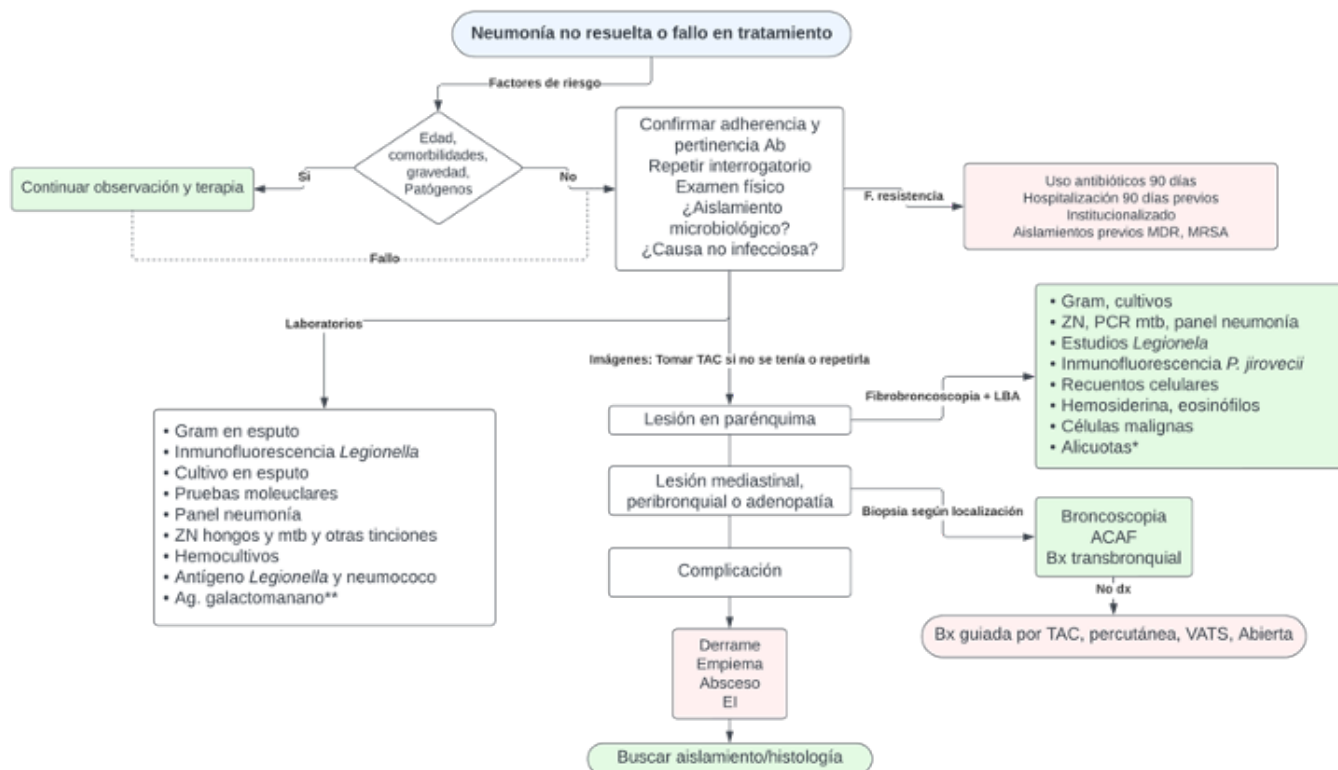 Neumonía no resuelta o fallo en tratamiento
Factores de riesgo
Edad,
comorbilidades,
gravedad,
Patógenos
Si
No
Continuar observación y terapia
Fallo
Confirmar adherencia y
pertinencia Ab
Repetir interrogatorio
Examen físico
¿Aislamiento
microbiológico?
¿Causa no infecciosa?
F. resistencia
Uso antibióticos 90 días
Hospitalización 90 días previos
Institucionalizado
Aislamientos previos MDR, MRSA
Laboratorios
• Gram en esputo
• Inmunofluorescencia Legionella
• Cultivo en esputo
• Pruebas moleuclares
• Panel neumonía
• ZN hongos y mtb y otras tinciones
• Hemocultivos
• Antígeno Legionella y neumococo
• Ag. galactomanano**
Imágenes: Tomar TAC si no se tenía o repetirla
Lesión en parénquima
Fibrobroncoscopia + LBA
• Gram, cultivos
• ZN, PCR mtb, panel neumonía
• Estudios Legionela
• Inmunofluorescencia P. jirovecii
• Recuentos celulares
• Hemosiderina, eosinófilos
• Células malignas
• Alicuotas*
Lesión mediastinal,
peribronquial o adenopatía
Biopsia según localización
Broncoscopia
ACAF
Bx transbronquial
No dx
Bx guiada por TAC, percutánea, VATS, Abierta
Complicación
Derrame
Empiema
Absceso
EI
Buscar aislamiento/histología